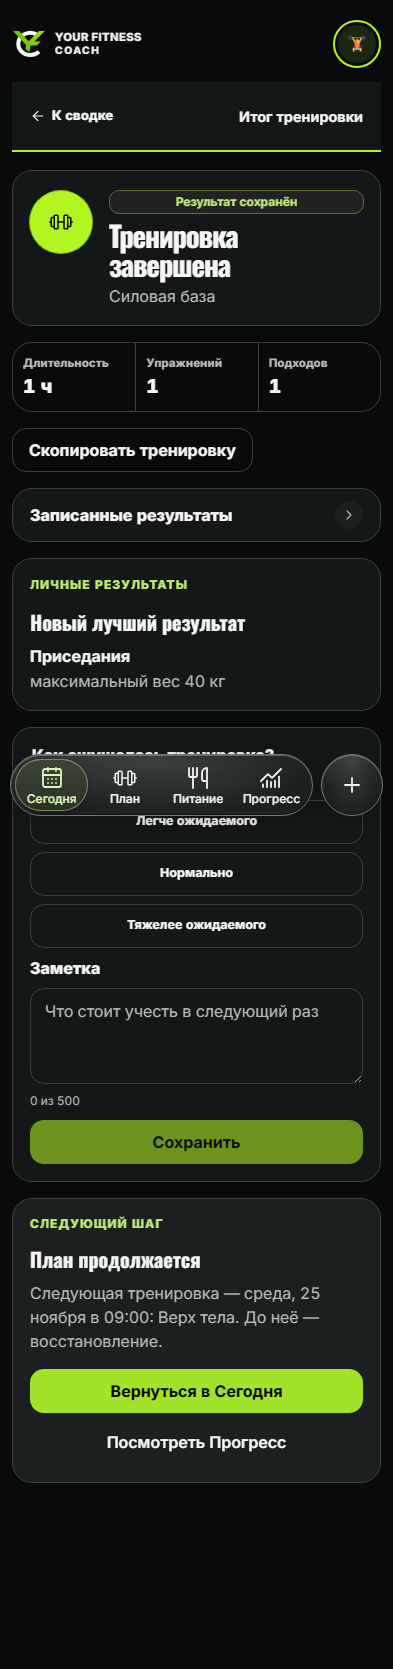 YOUR FITNESS
COACH
К сводке
Итог тренировки
Результат сохранён
Тренировка
завершена
Силовая база
Длительность
1 ч
Упражнений
1
Подходов
1
Скопировать тренировку
Записанные результаты
ЛИЧНЫЕ РЕЗУЛЬТАТЫ
Новый лучший результат
Приседания
максимальный вес 40 кг
Как ощущалась тренировка?
Сегодня
План
Питание
Прогресс
Легче ожидаемого
Нормально
Тяжелее ожидаемого
Заметка
Что стоит учесть в следующий раз
0 из 500
Сохранить
СЛЕДУЮЩИЙ ШАГ
План продолжается
Следующая тренировка — среда, 25
ноября в 09:00: Верх тела. До неё —
восстановление.
Вернуться в Сегодня
Посмотреть Прогресс